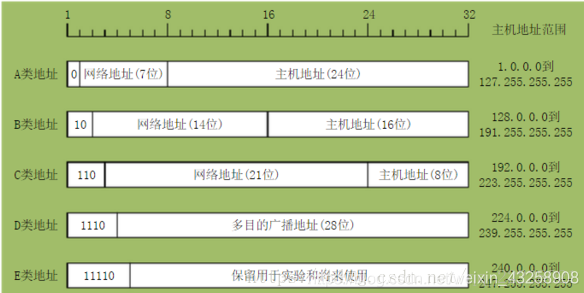 1 8 16 24 32
主机地址范围
A类地址 0 网络地址(7位) 主机地址(24位) 1.0.0.0到
127.255.255.255
B类地址 10 网络地址(14位) 主机地址(16位) 128.0.0.0到
191.255.255.255
C类地址 110 网络地址(21位) 主机地址(8位) 192.0.0.0到
223.255.255.255
D类地址 1110 多目的广播地址(28位) 224.0.0.0到
239.255.255.255
E类地址 11110 保留用于实验和将来使用 240.0.0.0到
.255.255.255
csdn.net/weixin_43258908